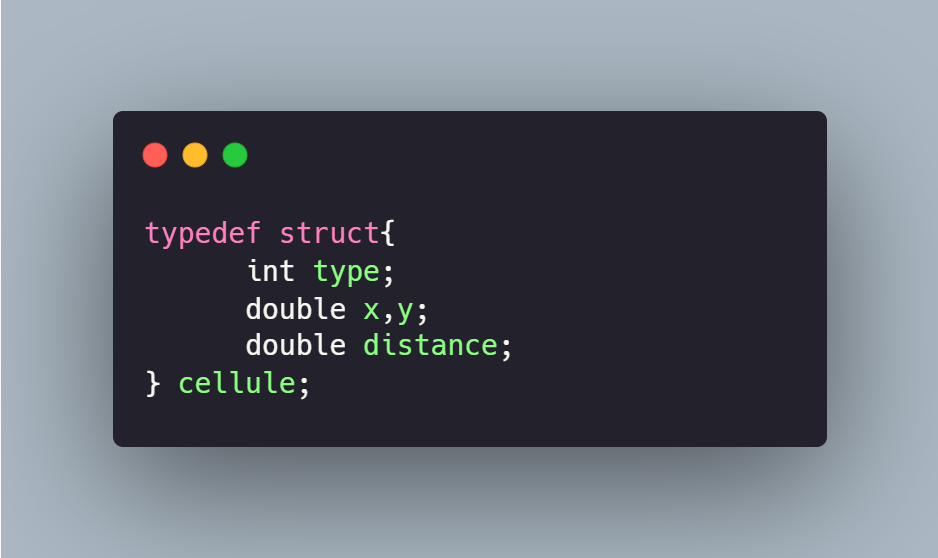 typedef struct{
      int type;
      double x,y;
      double distance;
} cellule;